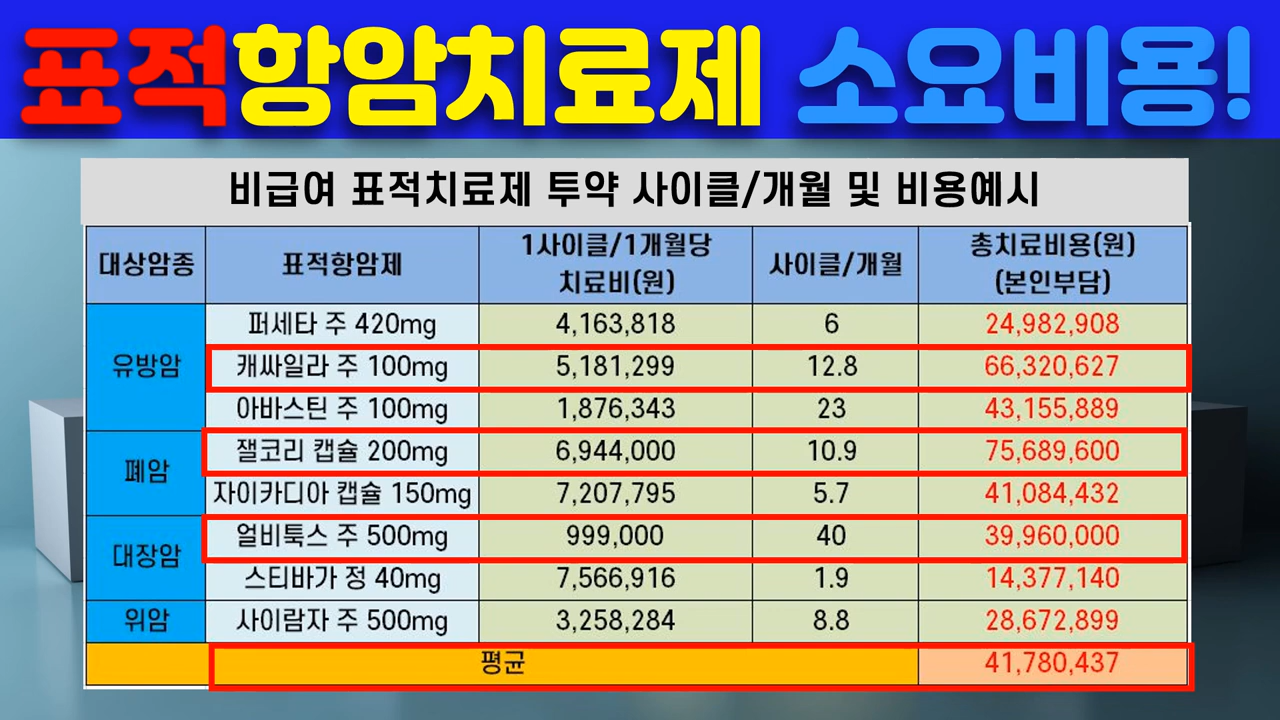 표적항암치료제 소요비용!
비급여 표적치료제 투약 사이클/개월 및 비용예시
대상암종 표적항암제 1사이클/1개월당 치료비(원) 사이클/개월 총치료비용(원) (본인부담)
유방암 퍼세타 주 420mg 4,163,818 6 24,982,908
캐싸일라 주 100mg 5,181,299 12.8 66,320,627
아바스틴 주 100mg 1,876,343 23 43,155,889
폐암 잴코리 캡슐 200mg 6,944,000 10.9 75,689,600
자이카디아 캡슐 150mg 7,207,795 5.7 41,084,432
대장암 얼비툭스 주 500mg 999,000 40 39,960,000
스티바가 정 40mg 7,566,916 1.9 14,377,140
위암 사이람자 주 500mg 3,258,284 8.8 28,672,899
평균 41,780,437